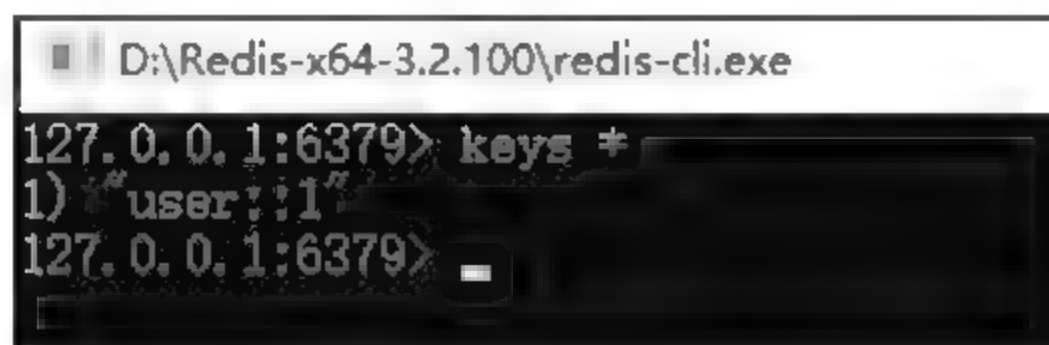 D:\Redis-x64-3.2.100\redis-cli.exe
127.0.0.1:6379> keys *
1) "user::1"
127.0.0.1:6379>